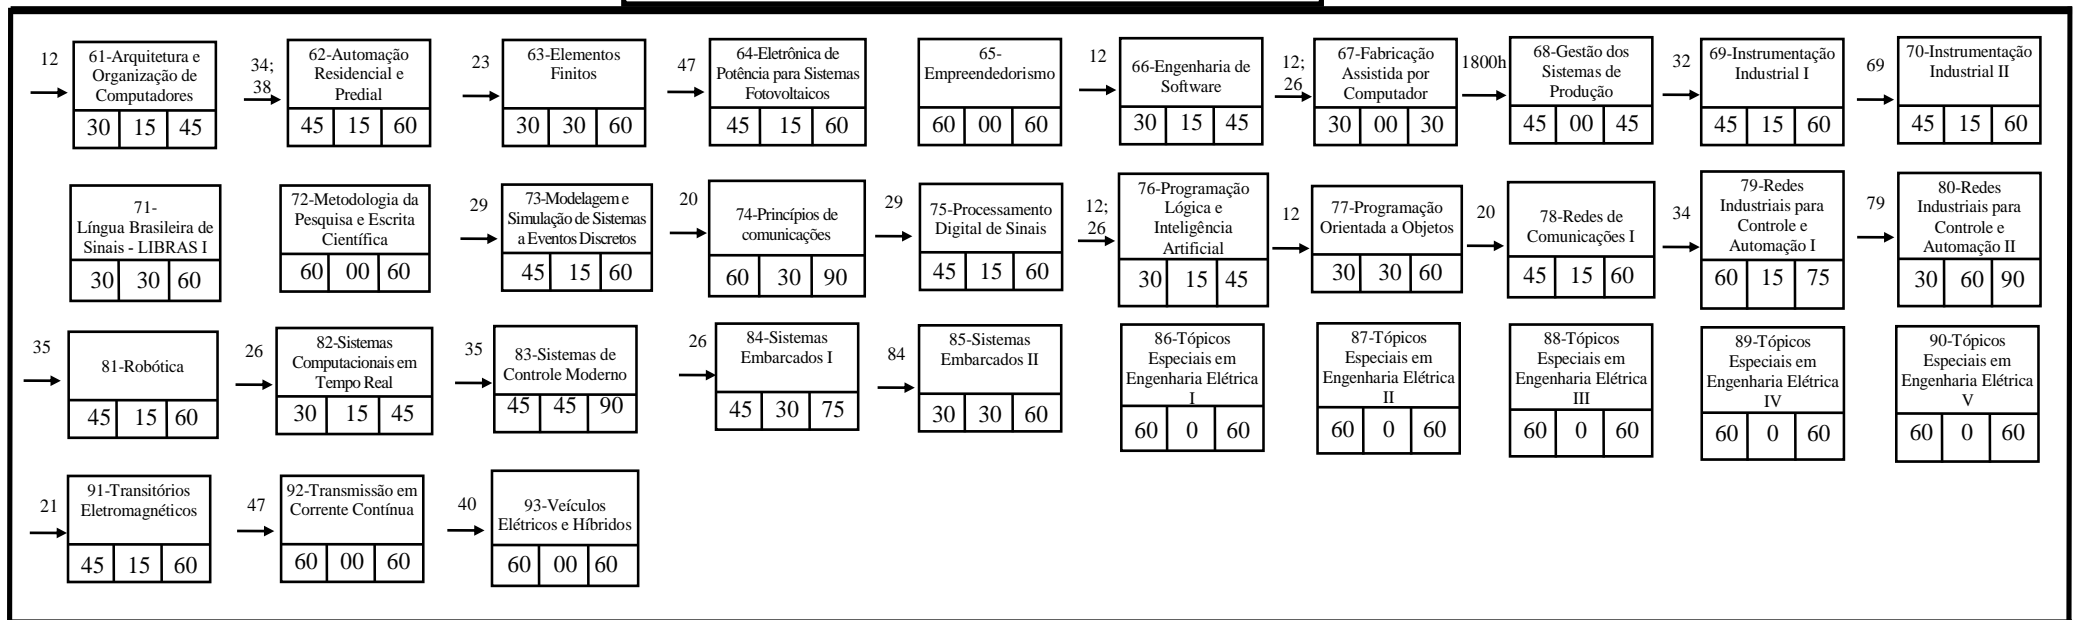 12
61-Arquitetura e
Organização de
Computadores
30 15 45
34;
38
62-Automação
Residencial e
Predial
45 15 60
23
63-Elementos
Finitos
30 30 60
47
64-Eletrônica de
Potência para Sistemas
Fotovoltaicos
45 15 60
65-
Empreendedorismo
60 00 60
12
66-Engenharia de
Software
30 15 45
12;
26
67-Fabricação
Assistida por
Computador
30 00 30
1800h
68-Gestão dos
Sistemas de
Produção
45 00 45
32
69-Instrumentação
Industrial I
45 15 60
69
70-Instrumentação
Industrial II
45 15 60
71-
Língua Brasileira de
Sinais - LIBRAS I
30 30 60
72-Metodologia da
Pesquisa e Escrita
Científica
60 00 60
29
73-Modelagem e
Simulação de Sistemas
a Eventos Discretos
45 15 60
20
74-Princípios de
comunicações
60 30 90
29
75-Processamento
Digital de Sinais
45 15 60
12;
26
76-Programação
Lógica e
Inteligência
Artificial
30 15 45
12
77-Programação
Orientada a Objetos
30 30 60
20
78-Redes de
Comunicações I
45 15 60
34
79-Redes
Industriais para
Controle e
Automação I
60 15 75
79
80-Redes
Industriais para
Controle e
Automação II
30 60 90
35
81-Robótica
45 15 60
26
82-Sistemas
Computacionais em
Tempo Real
30 15 45
35
83-Sistemas de
Controle Moderno
45 45 90
26
84-Sistemas
Embarcados I
45 30 75
84
85-Sistemas
Embarcados II
30 30 60
86-Tópicos
Especiais em
Engenharia Elétrica
I
60 0 60
87-Tópicos
Especiais em
Engenharia Elétrica
II
60 0 60
88-Tópicos
Especiais em
Engenharia Elétrica
III
60 0 60
89-Tópicos
Especiais em
Engenharia Elétrica
IV
60 0 60
90-Tópicos
Especiais em
Engenharia Elétrica
V
60 0 60
21
91-Transitórios
Eletromagnéticos
45 15 60
47
92-Transmissão em
Corrente Contínua
60 00 60
40
93-Veículos
Elétricos e Híbridos
60 00 60